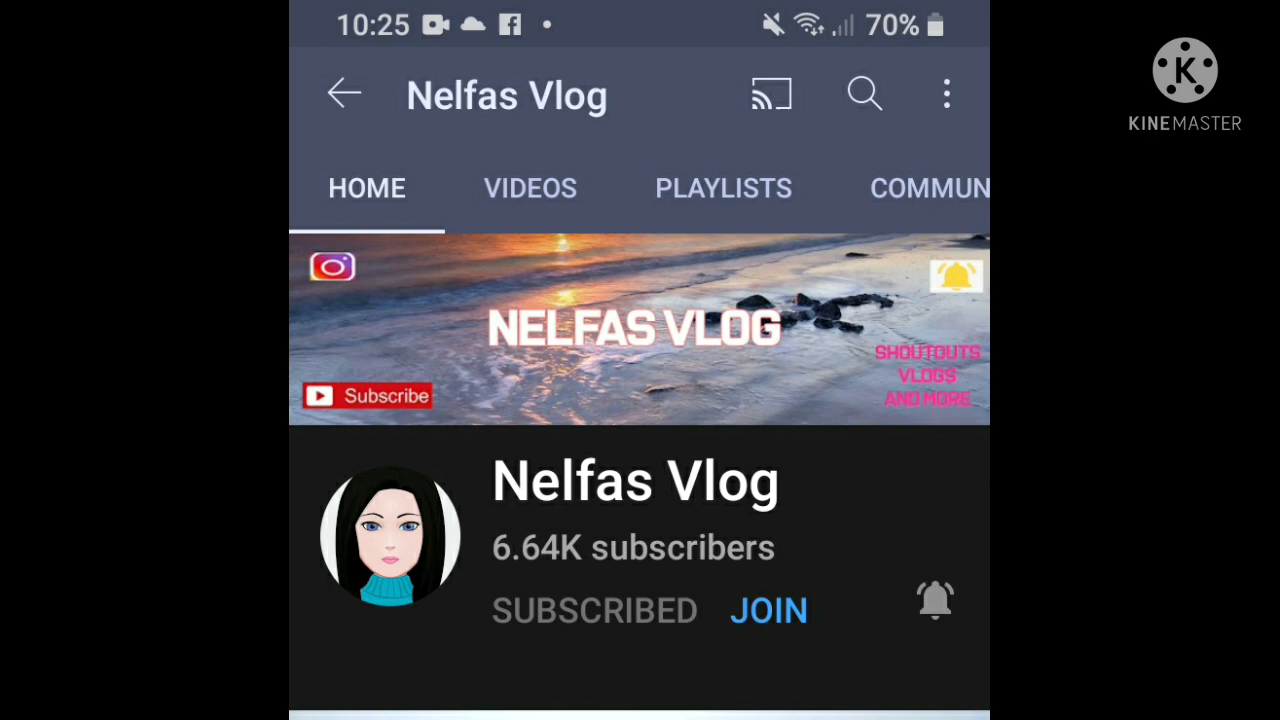 10:25
70%
K
KINEMASTER
Nelfas Vlog
HOME VIDEOS PLAYLISTS COMMUN
NELFAS VLOG
SHOUTOUTS
VLOGS
AND MORE
Subscribe
Nelfas Vlog
6.64K subscribers
SUBSCRIBED JOIN